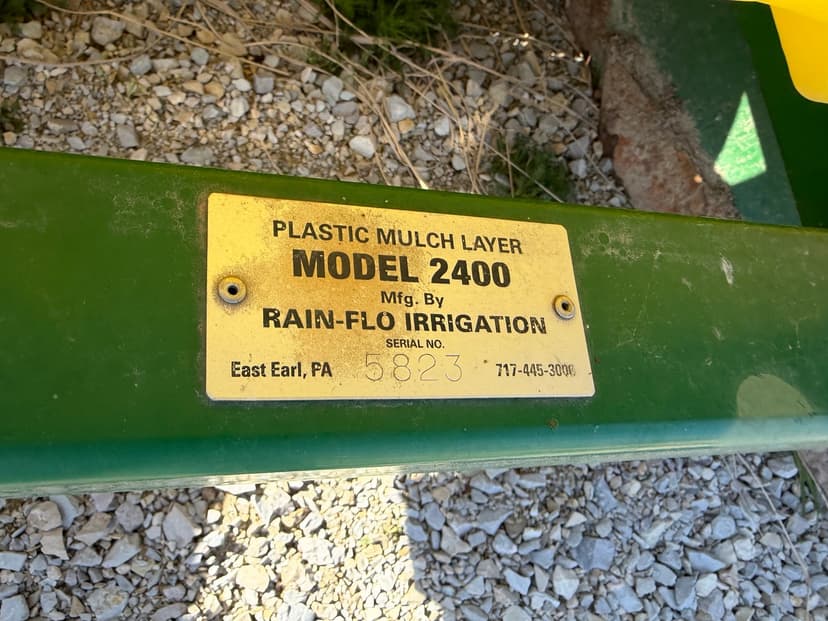 PLASTIC MULCH LAYER
MODEL 2400
Mfg. By
RAIN-FLO IRRIGATION
SERIAL NO.
East Earl, PA 5823 717-445-3000